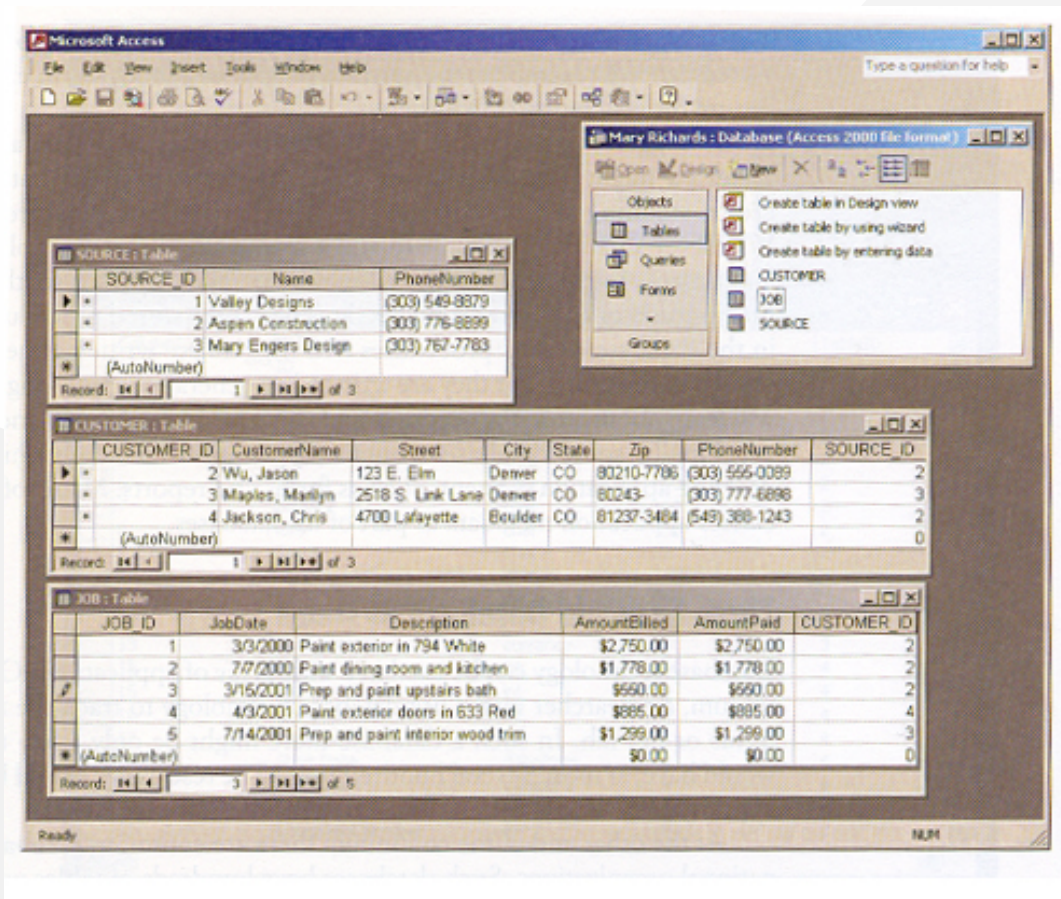 Microsoft Access
File Edit View Insert Tools Window Help Type a question for help
Mary Richards : Database (Access 2000 file format)
Open Design New
Objects
Tables
Queries
Forms
Groups
Create table in Design view
Create table by using wizard
Create table by entering data
CUSTOMER
JOB
SOURCE
SOURCE : Table
SOURCE_ID Name PhoneNumber
1 Valley Designs (303) 549-8879
2 Aspen Construction (303) 776-8899
3 Mary Engers Design (303) 767-7783
(AutoNumber)
Record: 1 of 3
CUSTOMER : Table
CUSTOMER_ID CustomerName Street City State Zip PhoneNumber SOURCE_ID
2 Wu, Jason 123 E. Elm Denver CO 80210-7786 (303) 555-0089 2
3 Maples, Marilyn 2518 S. Link Lane Denver CO 80243- (303) 777-6898 3
4 Jackson, Chris 4700 Lafayette Boulder CO 81237-3484 (549) 388-1243 2
(AutoNumber) 0
Record: 1 of 3
JOB : Table
JOB_ID JobDate Description AmountBilled AmountPaid CUSTOMER_ID
1 3/3/2000 Paint exterior in 794 White $2,750.00 $2,750.00 2
2 7/7/2000 Paint dining room and kitchen $1,778.00 $1,778.00 2
3 3/15/2001 Prep and paint upstairs bath 2
4 4/3/2001 Paint exterior doors in 633 Red $885.00 $885.00 4
5 7/14/2001 Prep and paint interior wood trim $1,299.00 $1,299.00 3
(AutoNumber) $0.00 $0.00 0
Record: 3 of 5
Ready NUM